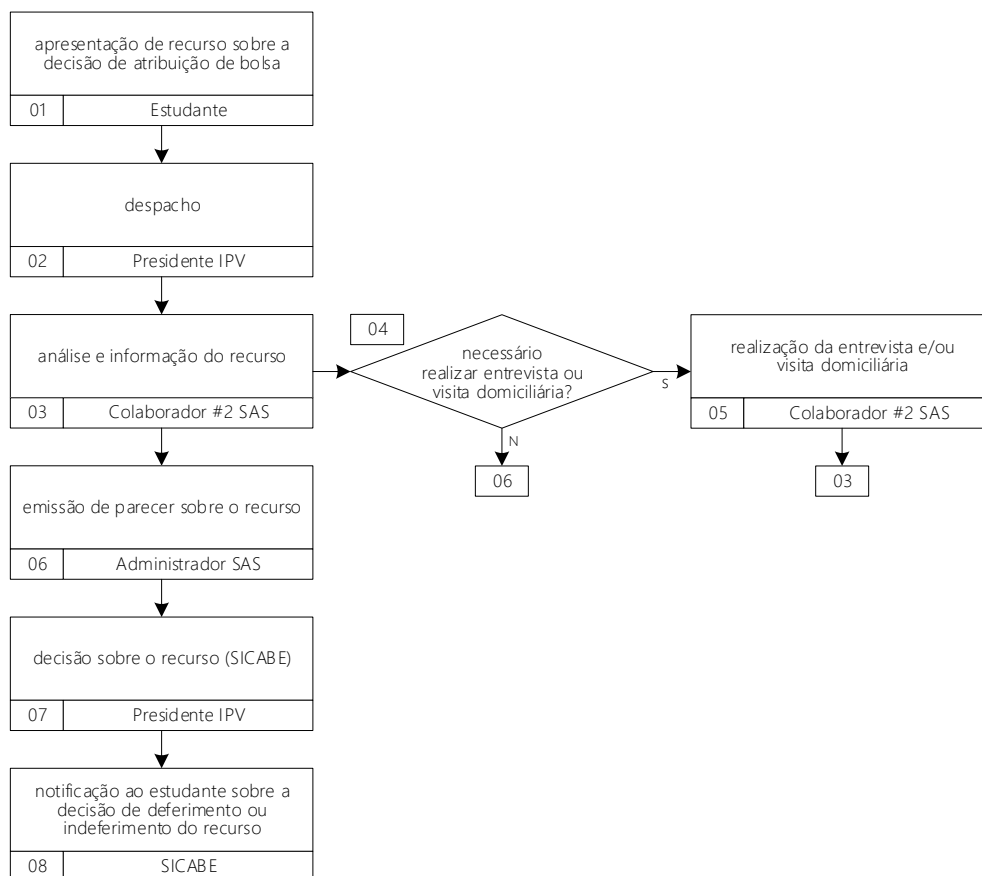 apresentação de recurso sobre a
decisão de atribuição de bolsa
01 Estudante
despacho
02 Presidente IPV
análise e informação do recurso
03 Colaborador #2 SAS
04
necessário
realizar entrevista ou
visita domiciliária?
S
N
06
realização da entrevista e/ou
visita domiciliária
05 Colaborador #2 SAS
03
emissão de parecer sobre o recurso
06 Administrador SAS
decisão sobre o recurso (SICABE)
07 Presidente IPV
notificação ao estudante sobre a
decisão de deferimento ou
indeferimento do recurso
08 SICABE